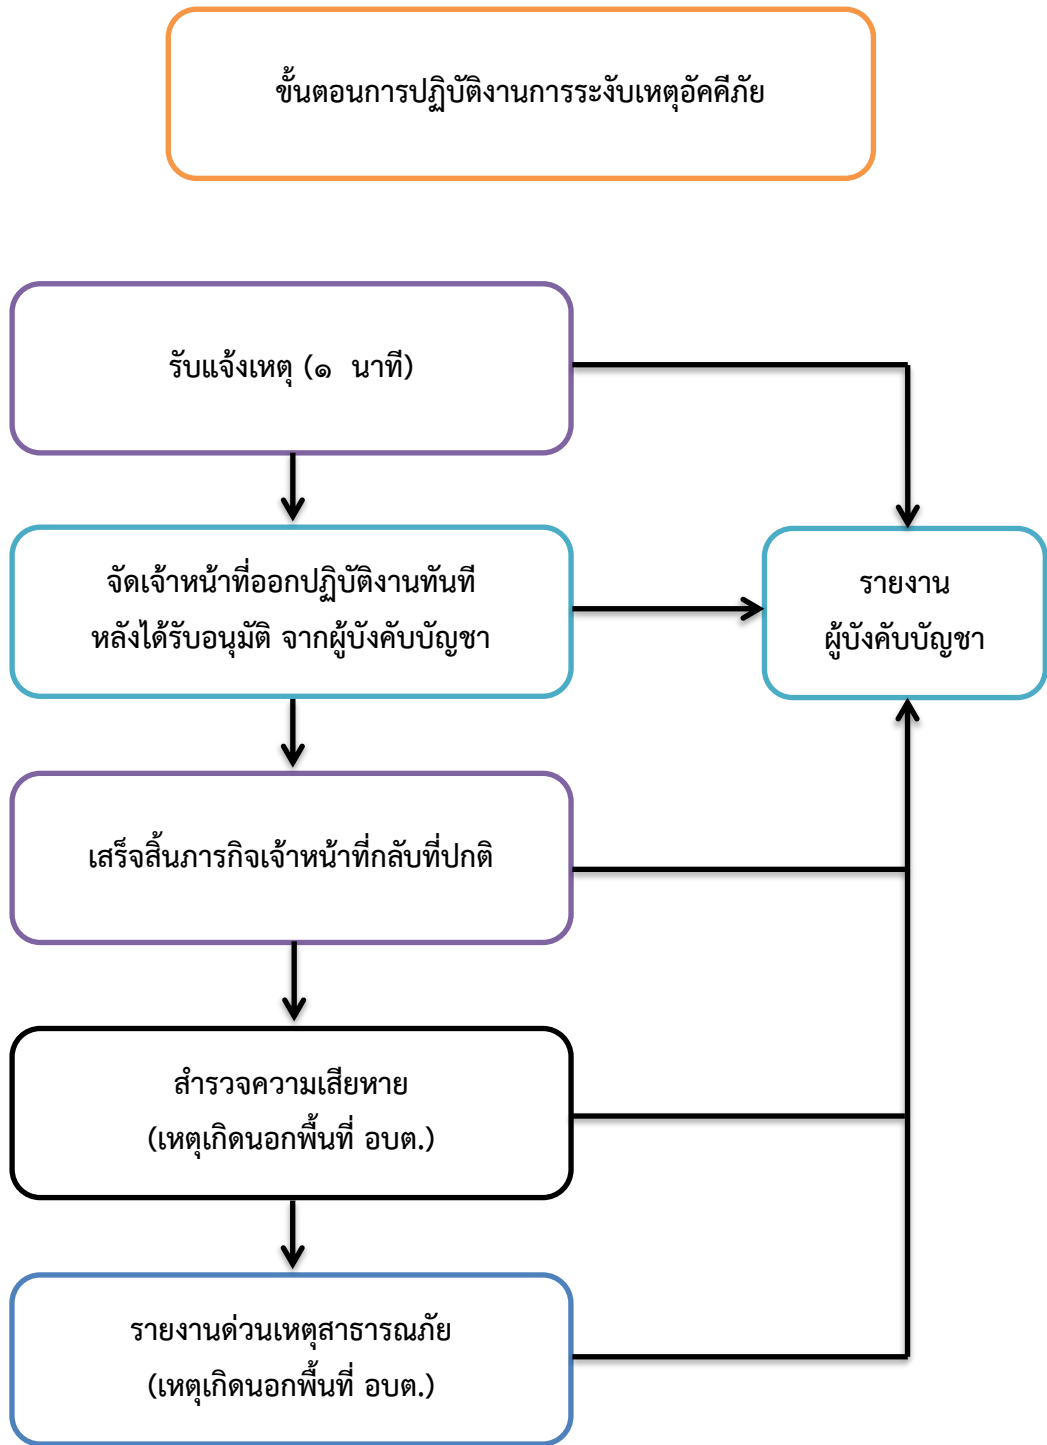 ขั้นตอนการปฏิบัติงานการระงับเหตุอัคคีภัย
รับแจ้งเหตุ (๑ นาที)
จัดเจ้าหน้าที่ออกปฏิบัติงานทันที
หลังได้รับอนุมัติ จากผู้บังคับบัญชา
รายงาน
ผู้บังคับบัญชา
เสร็จสิ้นภารกิจเจ้าหน้าที่กลับที่ปกติ
สำรวจความเสียหาย
(เหตุเกิดนอกพื้นที่ อบต.)
รายงานด่วนเหตุสาธารณภัย
(เหตุเกิดนอกพื้นที่ อบต.)